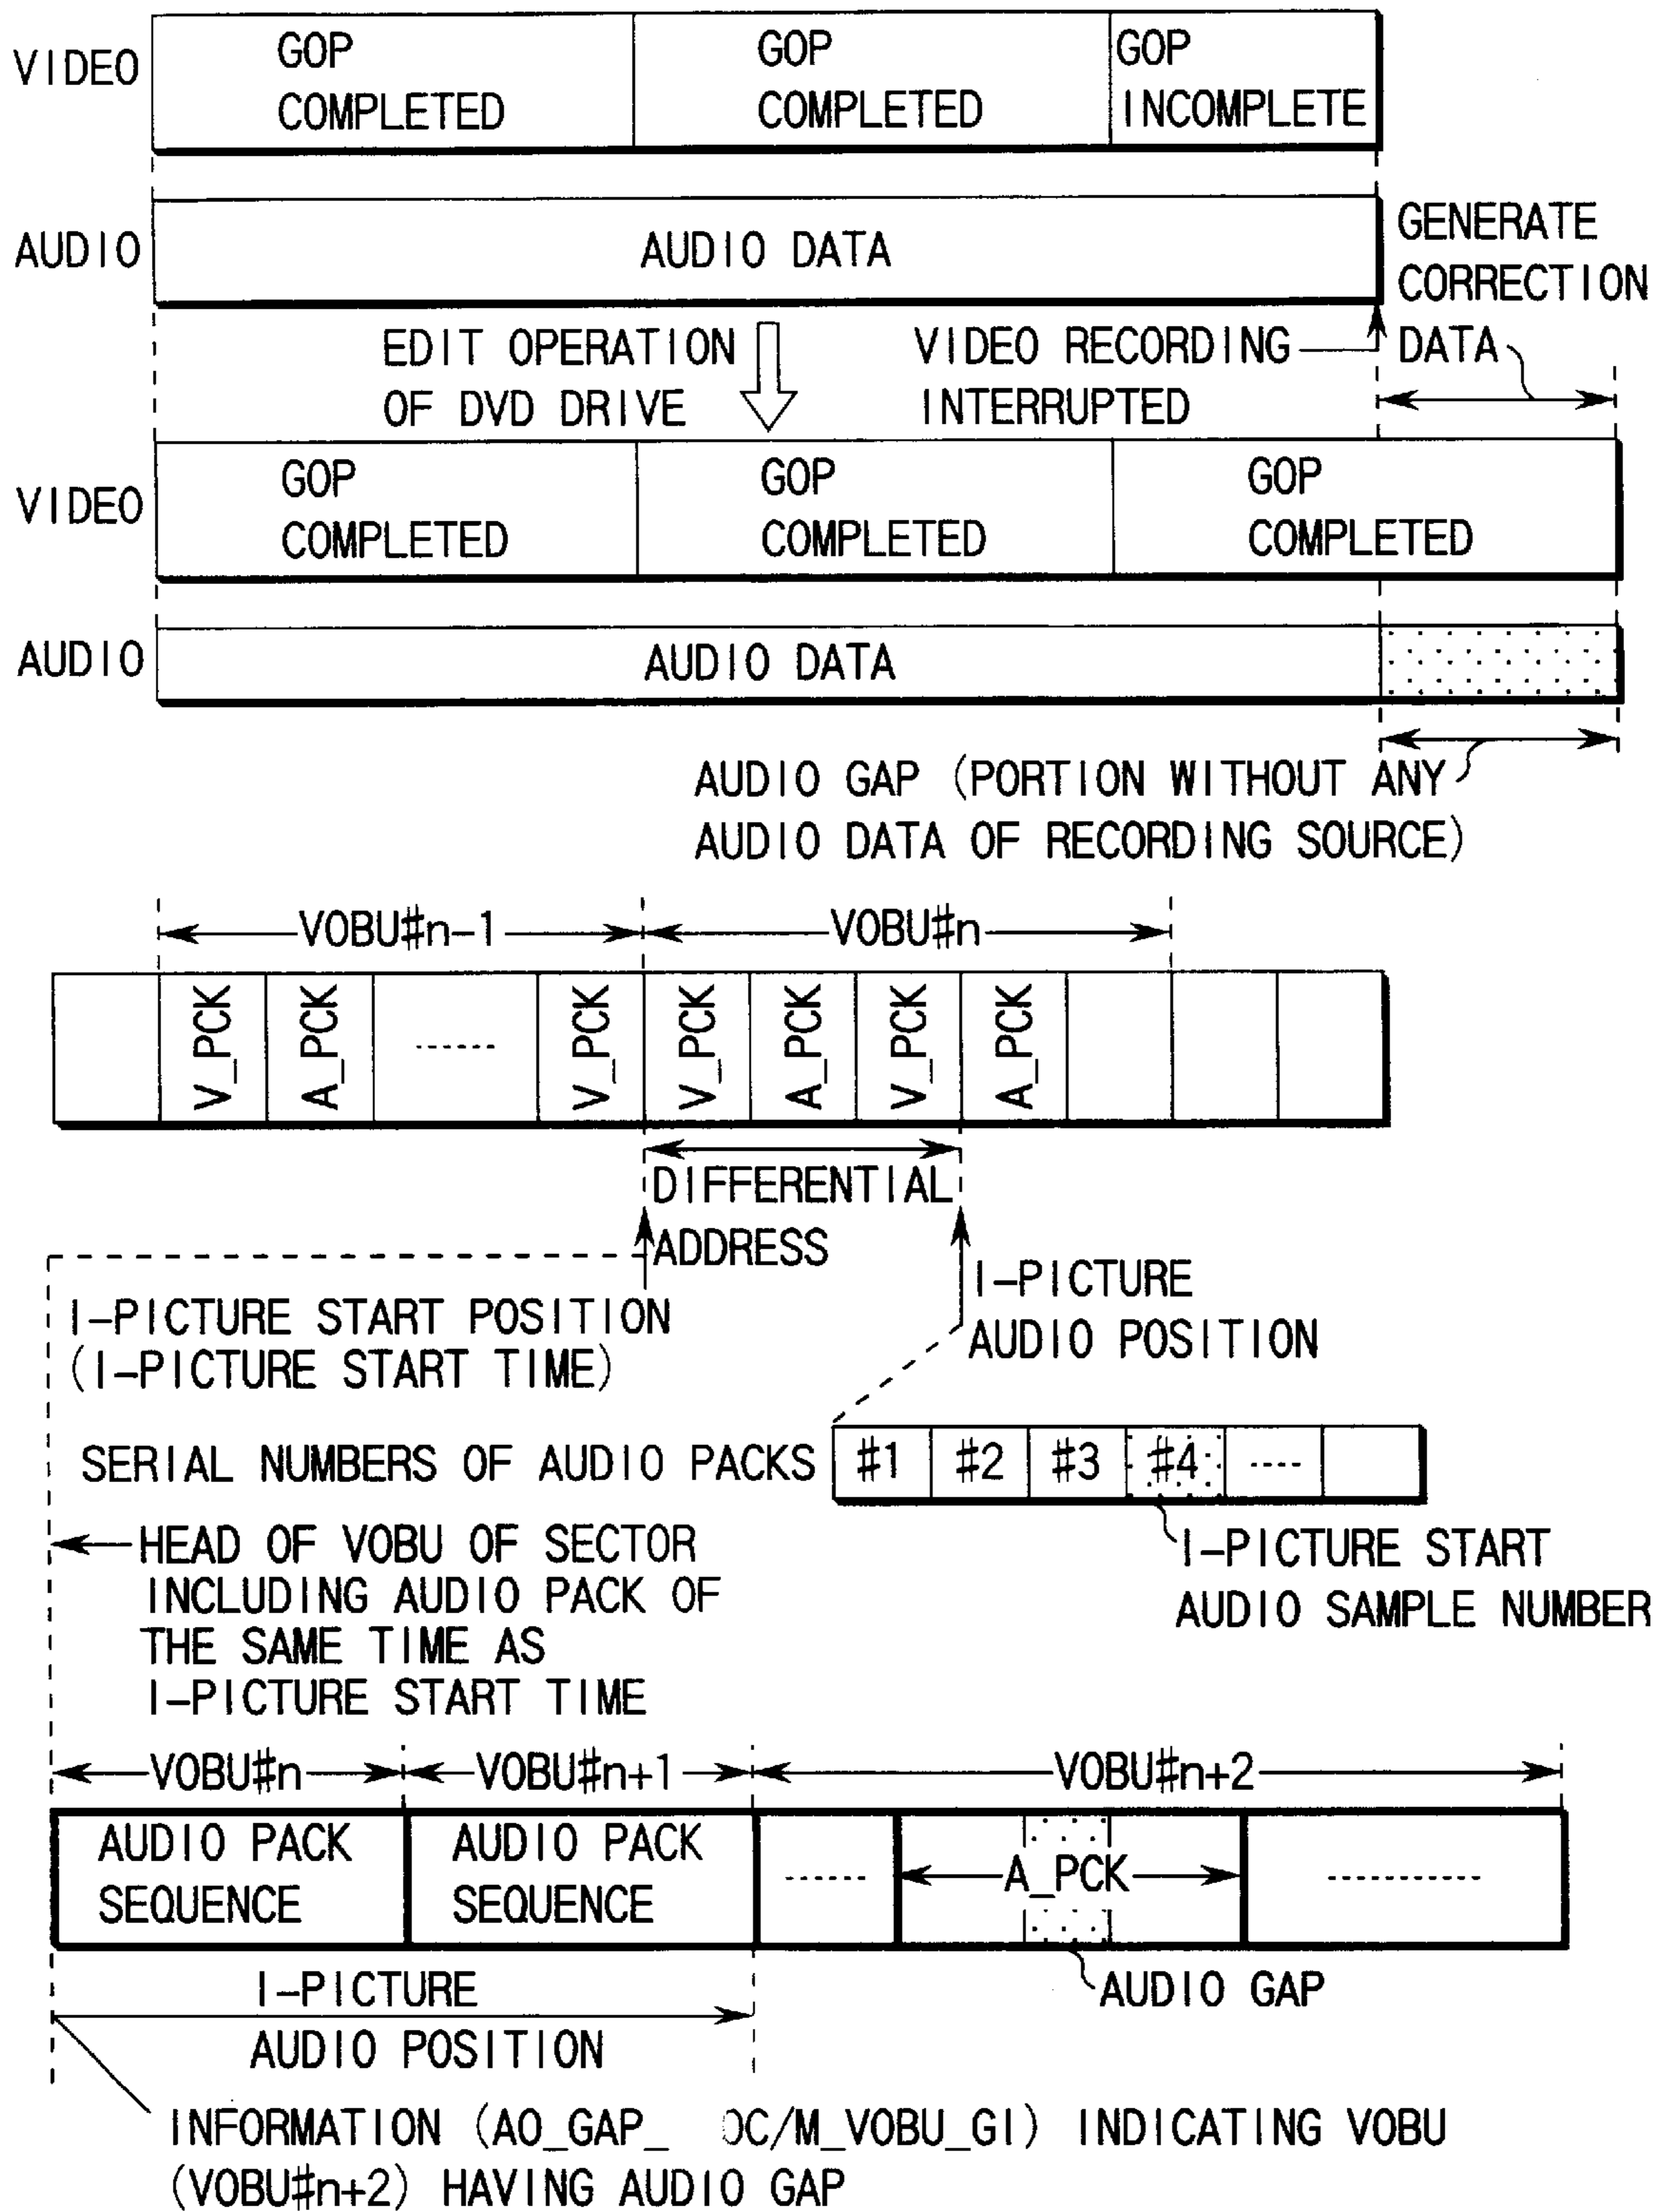 VIDEO
GOP
COMPLETED
GOP
COMPLETED
GOP
INCOMPLETE
AUDIO
AUDIO DATA
GENERATE
CORRECTION
DATA
EDIT OPERATION
OF DVD DRIVE
VIDEO RECORDING
INTERRUPTED
VIDEO
GOP
COMPLETED
GOP
COMPLETED
GOP
COMPLETED
AUDIO
AUDIO DATA
AUDIO GAP (PORTION WITHOUT ANY
AUDIO DATA OF RECORDING SOURCE)
VOBU#n-1
VOBU#n
V_PCK
A_PCK
V_PCK
V_PCK
A_PCK
V_PCK
A_PCK
DIFFERENTIAL
ADDRESS
I-PICTURE START POSITION
(I-PICTURE START TIME)
I-PICTURE
AUDIO POSITION
SERIAL NUMBERS OF AUDIO PACKS
#1
#2
#3
#4
I-PICTURE START
AUDIO SAMPLE NUMBER
HEAD OF VOBU OF SECTOR
INCLUDING AUDIO PACK OF
THE SAME TIME AS
I-PICTURE START TIME
VOBU#n
VOBU#n+1
VOBU#n+2
AUDIO PACK
SEQUENCE
AUDIO PACK
SEQUENCE
A_PCK
AUDIO GAP
I-PICTURE
AUDIO POSITION
INFORMATION INDICATING VOBU
(VOBU#n+2) HAVING AUDIO GAP